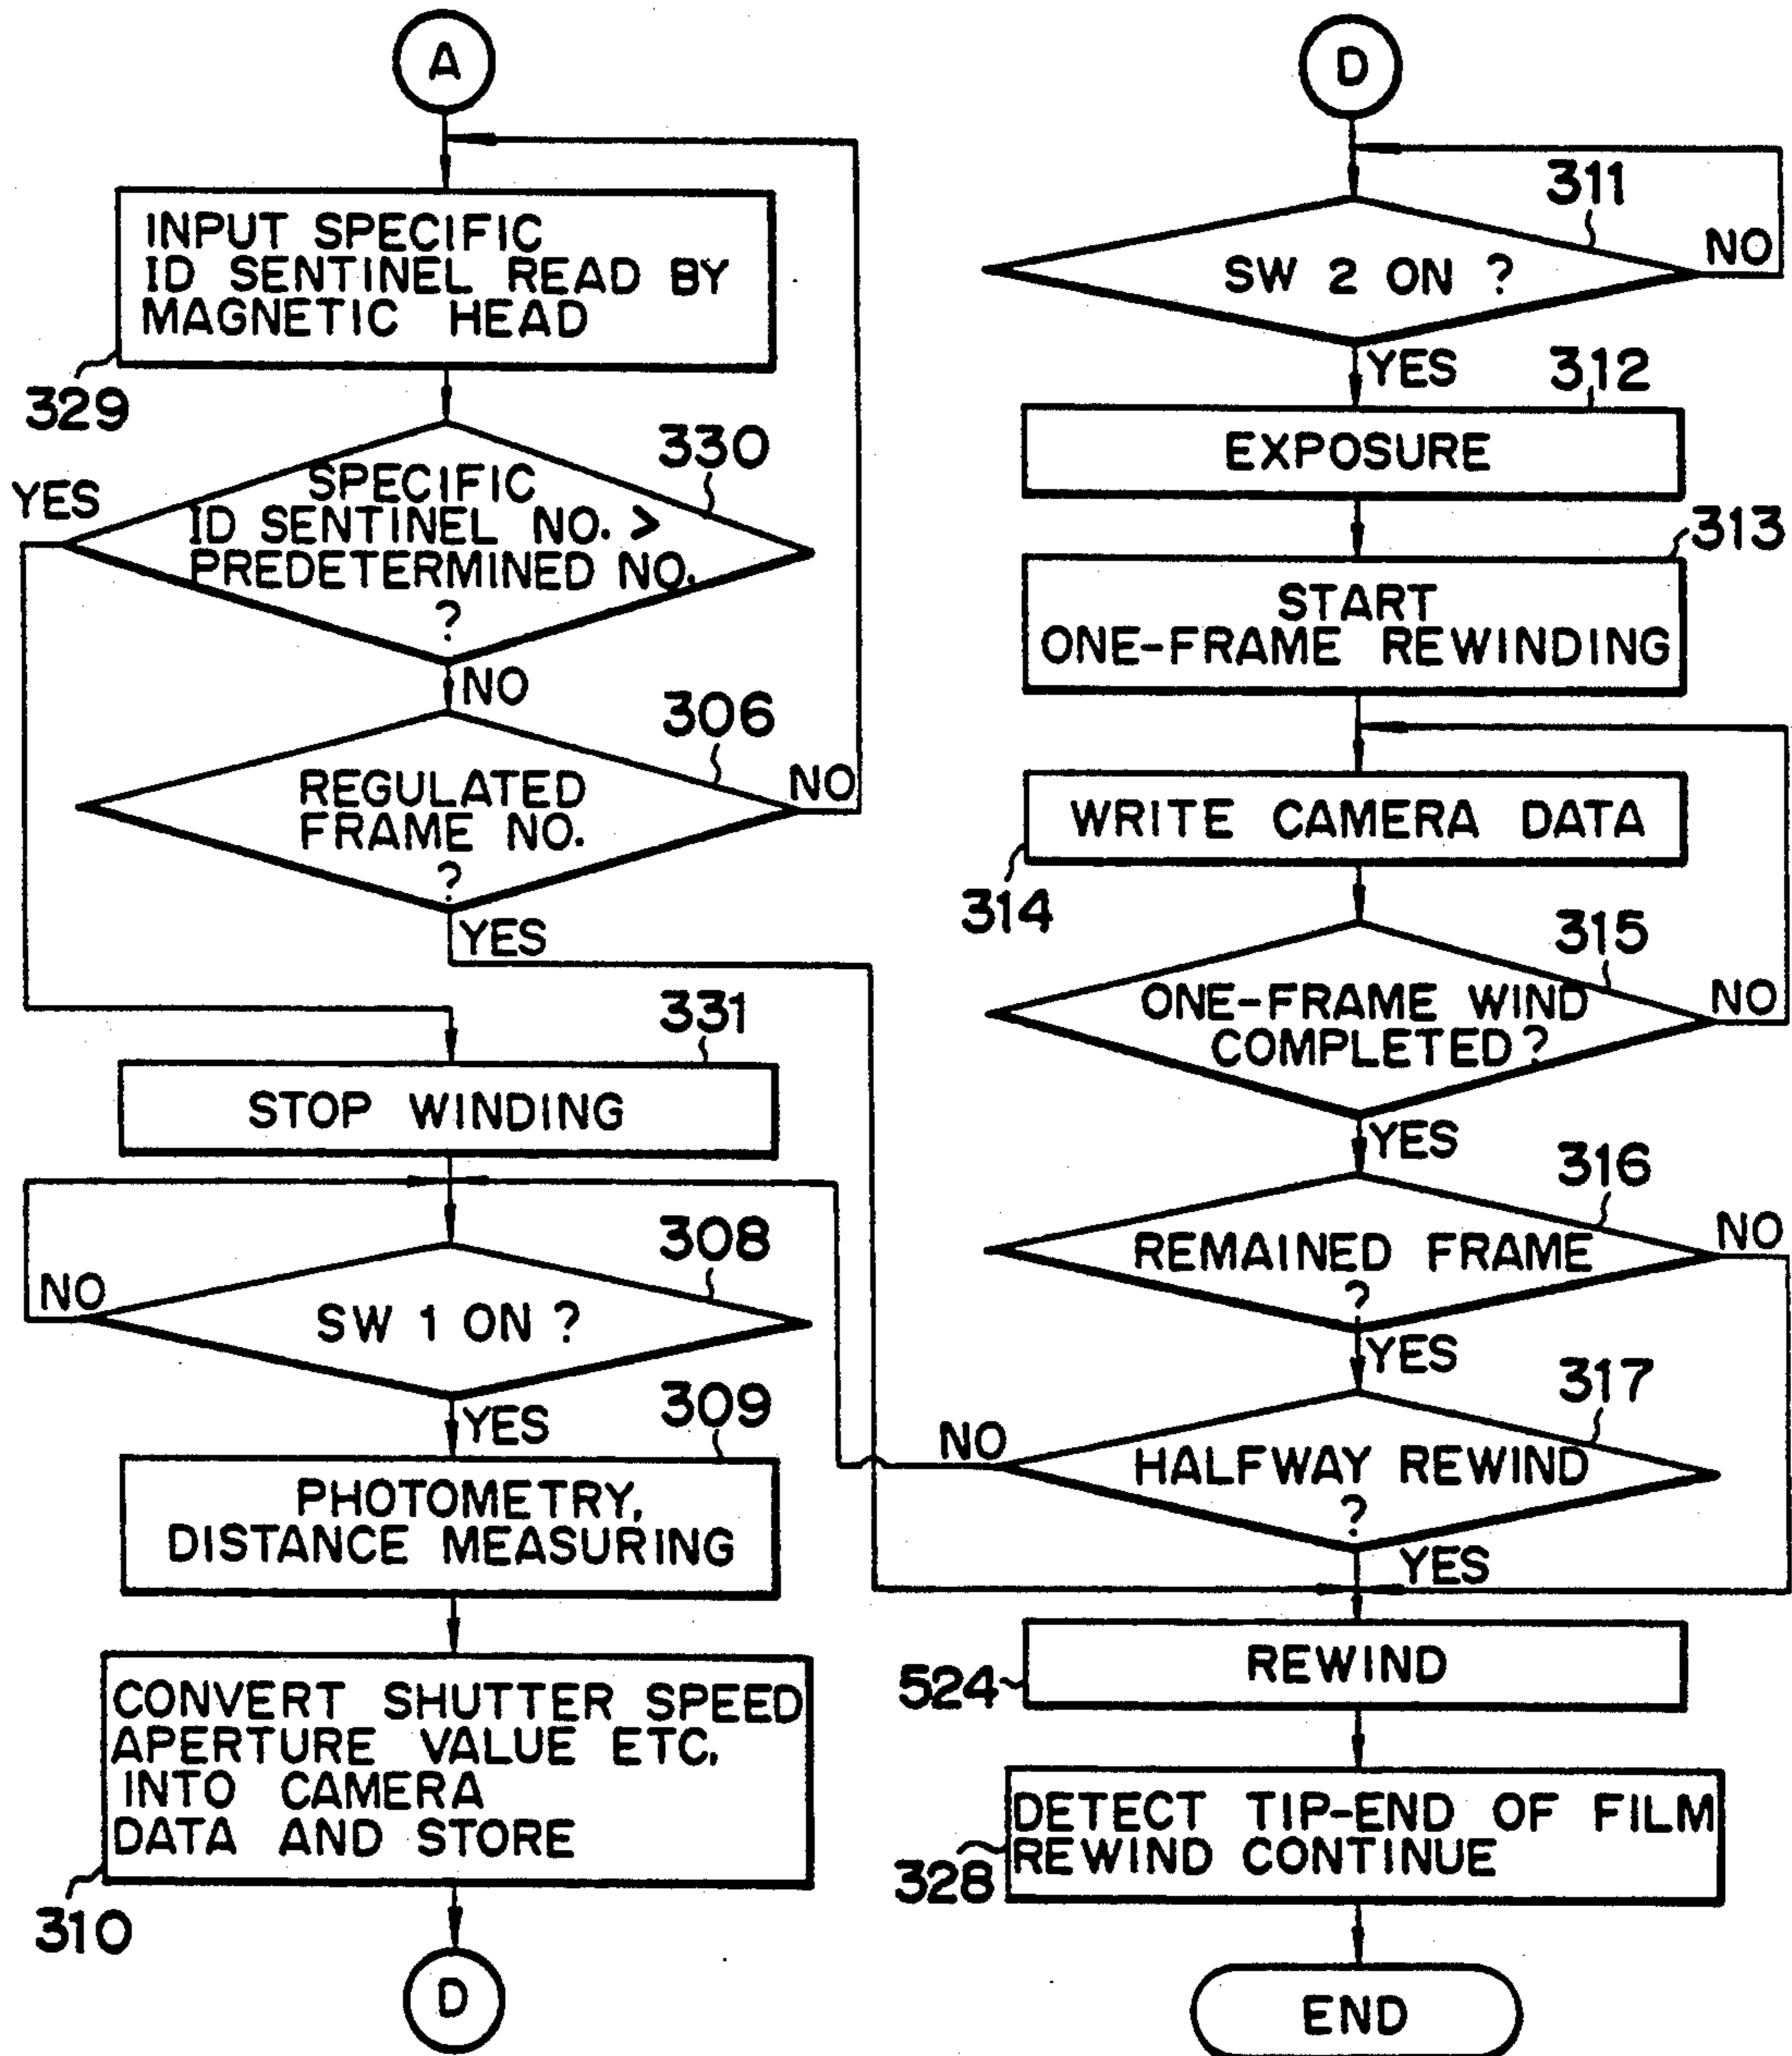 A
INPUT SPECIFIC
ID SENTINEL READ BY
MAGNETIC HEAD
329
330
YES
SPECIFIC
ID SENTINEL NO. >
PREDETERMINED NO.
?
NO
306
REGULATED
FRAME NO.
?
NO
YES
331
STOP WINDING
308
NO
SW 1 ON ?
YES
309
PHOTOMETRY,
DISTANCE MEASURING
CONVERT SHUTTER SPEED
APERTURE VALUE ETC.
INTO CAMERA
DATA AND STORE
310
D
D
311
NO
SW 2 ON ?
YES
312
EXPOSURE
313
START
ONE-FRAME REWINDING
WRITE CAMERA DATA
314
315
ONE-FRAME WIND
COMPLETED?
NO
YES
316
REMAINED FRAME
?
NO
YES
317
NO
HALFWAY REWIND
?
YES
REWIND
524
DETECT TIP-END OF FILM
REWIND CONTINUE
328
END